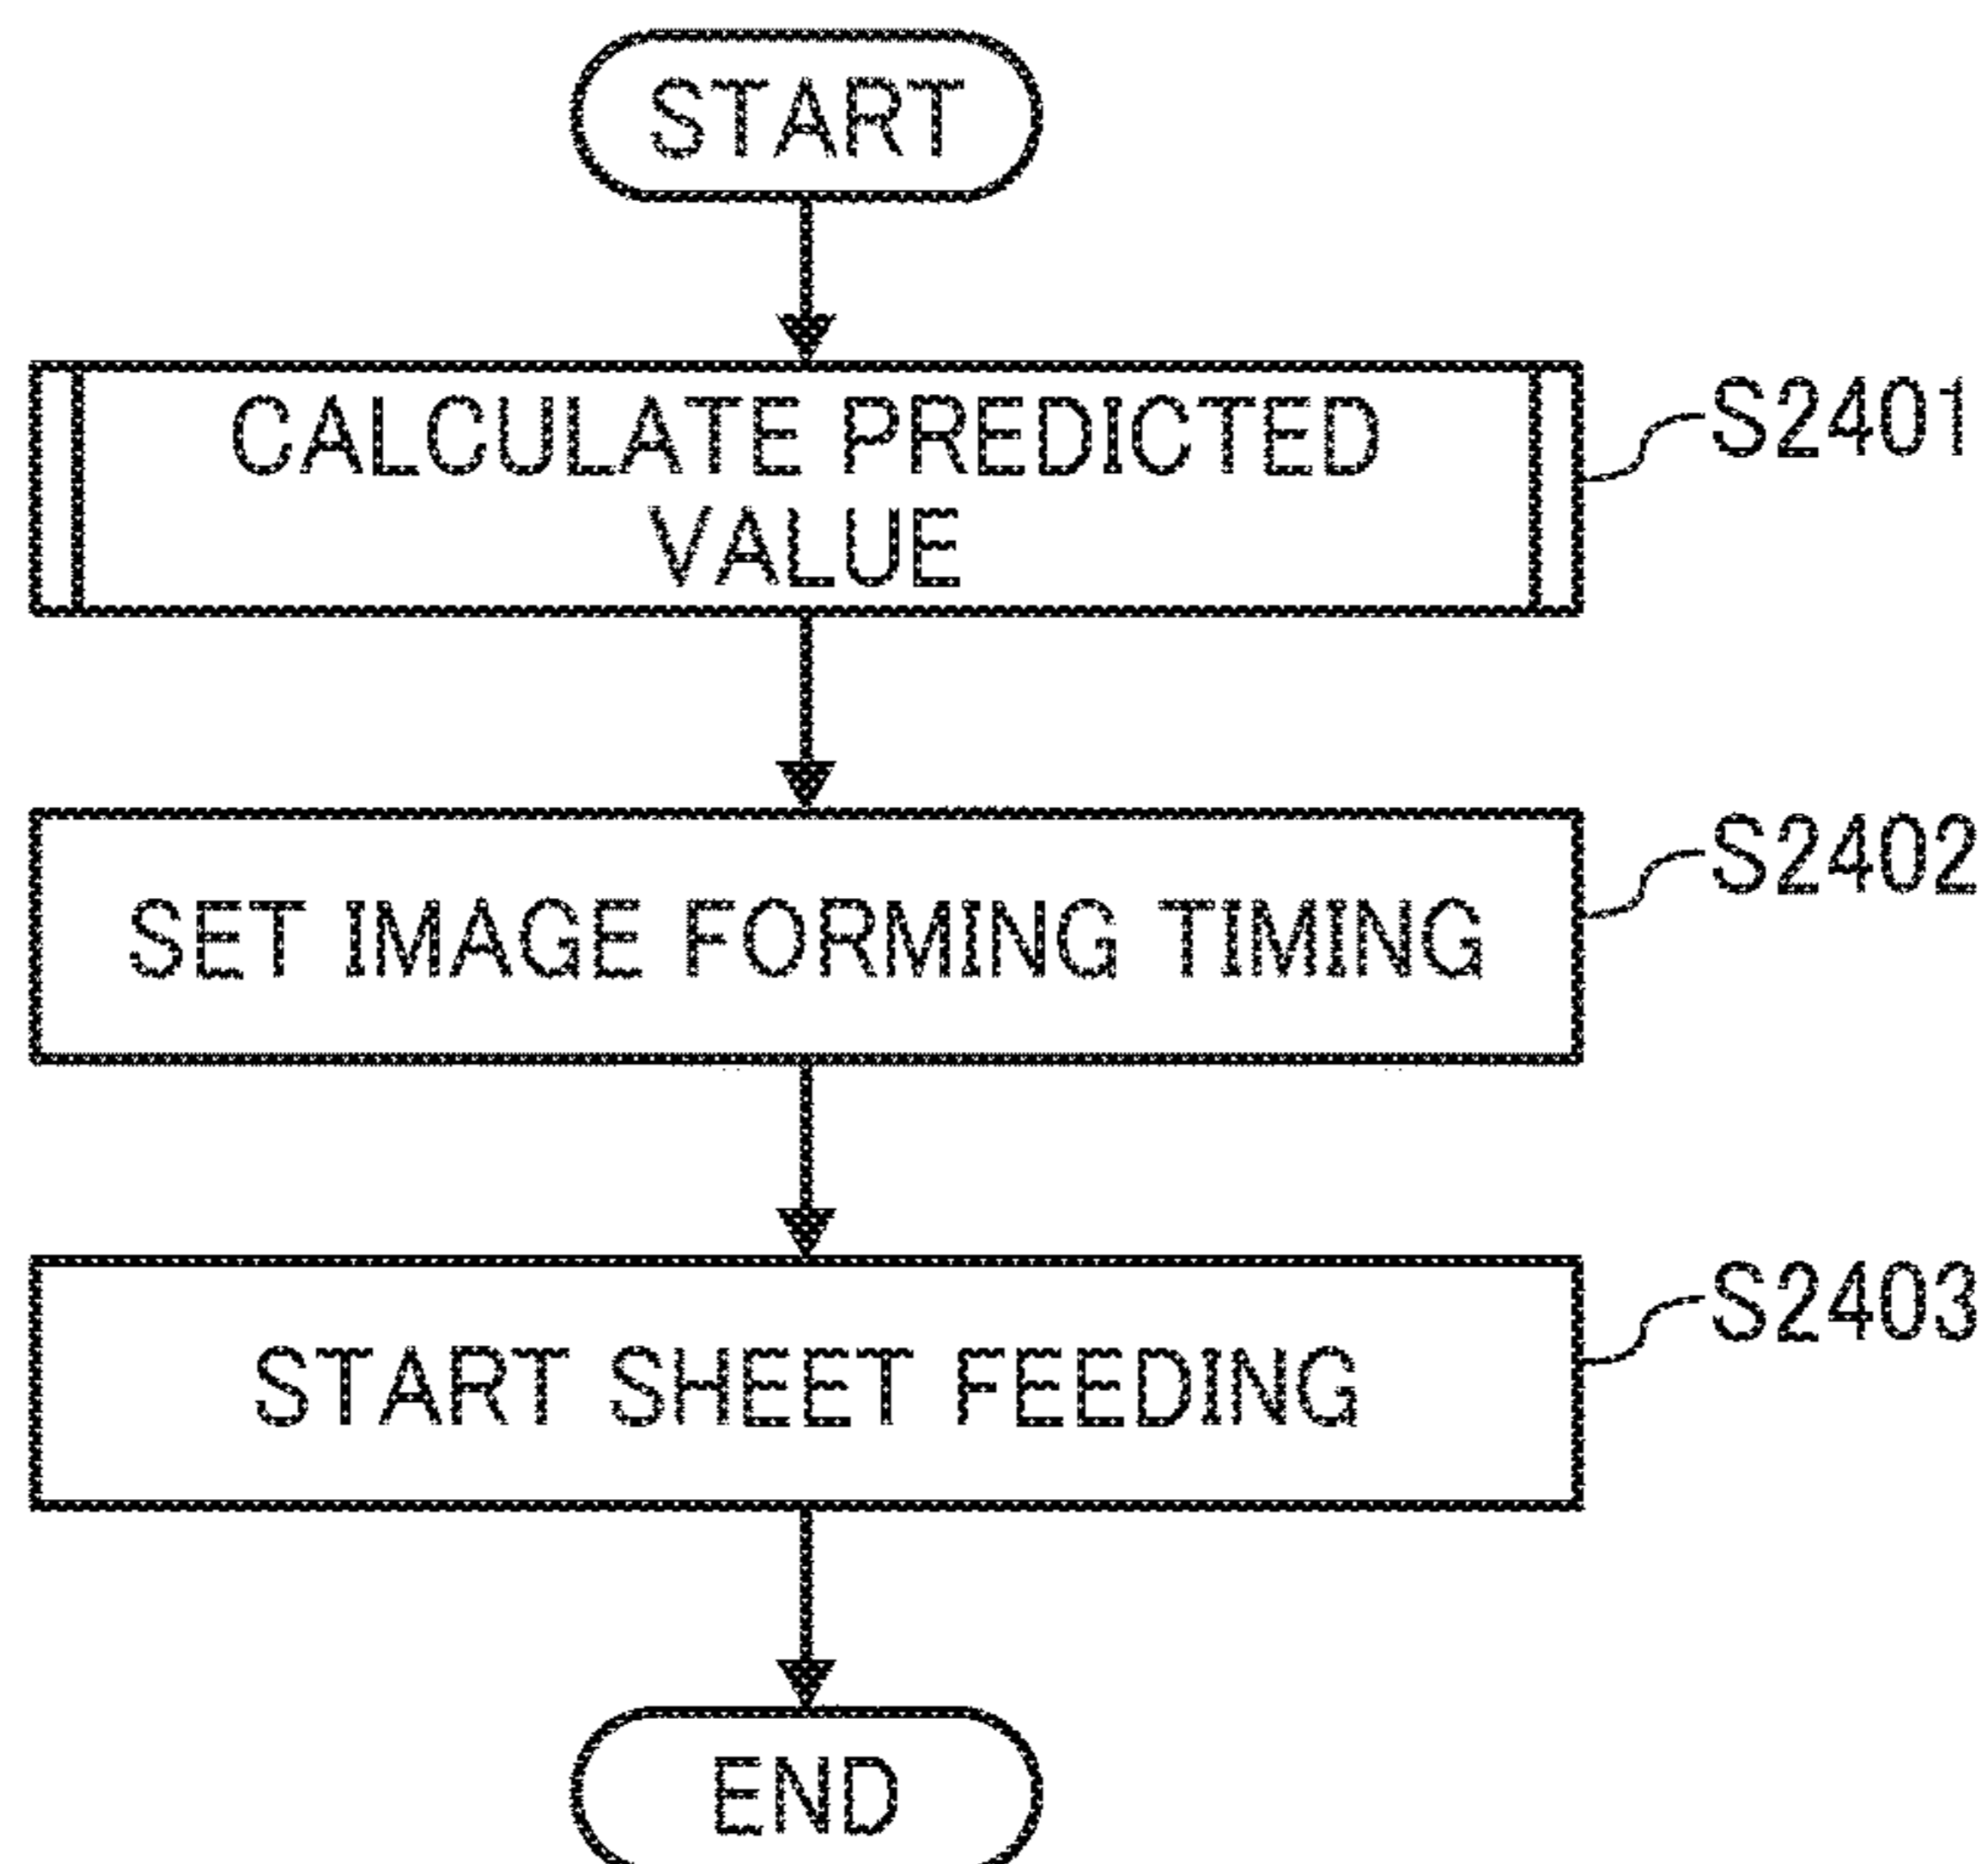 START
CALCULATE PREDICTED
VALUE
S2401
SET IMAGE FORMING TIMING
S2402
START SHEET FEEDING
S2403
END